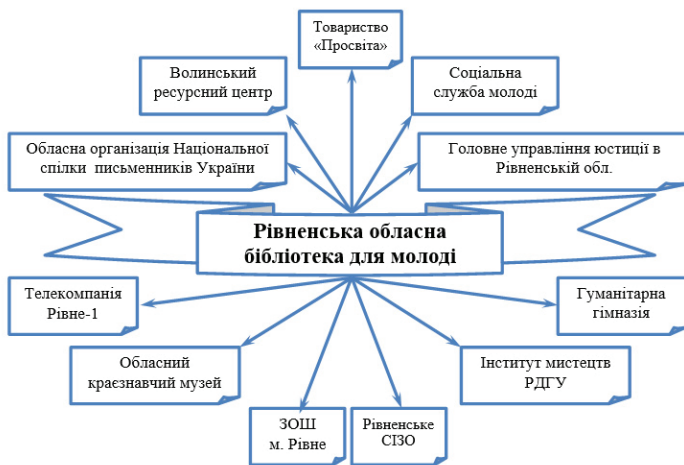 Товариство
«Просвіта»
Волинський
ресурсний центр
Соціальна
служба молоді
Обласна організація Національної
спілки письменників України
Головне управління юстиції в
Рівненській обл.
Рівненська обласна
бібліотека для молоді
Телекомпанія
Рівне-1
Гуманітарна
гімназія
Обласний
краєзнавчий музей
Інститут мистецтв
РДГУ
ЗОШ
м. Рівне
Рівненське
СІЗО